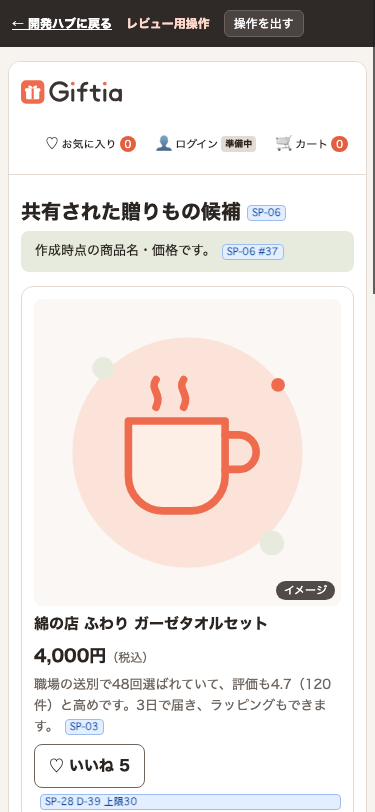 ← 開発ハブに戻る レビュー用操作 操作を出す
Giftia
♡ お気に入り 0 ログイン 準備中 カート 0
共有された贈りもの候補 SP-06
作成時点の商品名・価格です。 SP-06 #37
イメージ
綿の店 ふわり ガーゼタオルセット
4,000円（税込）
職場の送別で48回選ばれていて、評価も4.7（120
件）と高めです。3日で届き、ラッピングもできま
す。 SP-03
♡ いいね 5
SP-28 D-39 上限30